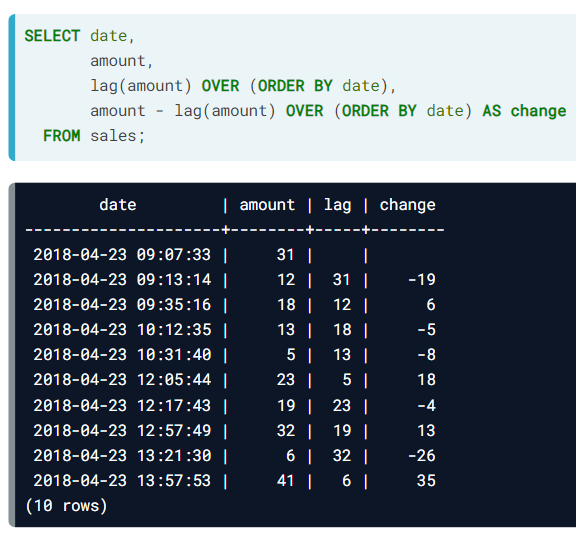 SELECT date,
       amount,
       lag(amount) OVER (ORDER BY date),
       amount - lag(amount) OVER (ORDER BY date) AS change
  FROM sales;
        date         | amount | lag | change
---------------------+--------+-----+--------
 2018-04-23 09:07:33 |     31 |     |
 2018-04-23 09:13:14 |     12 |  31 |    -19
 2018-04-23 09:35:16 |     18 |  12 |      6
 2018-04-23 10:12:35 |     13 |  18 |     -5
 2018-04-23 10:31:40 |      5 |  13 |     -8
 2018-04-23 12:05:44 |     23 |   5 |     18
 2018-04-23 12:17:43 |     19 |  23 |     -4
 2018-04-23 12:57:49 |     32 |  19 |     13
 2018-04-23 13:21:30 |      6 |  32 |    -26
 2018-04-23 13:57:53 |     41 |   6 |     35
(10 rows)